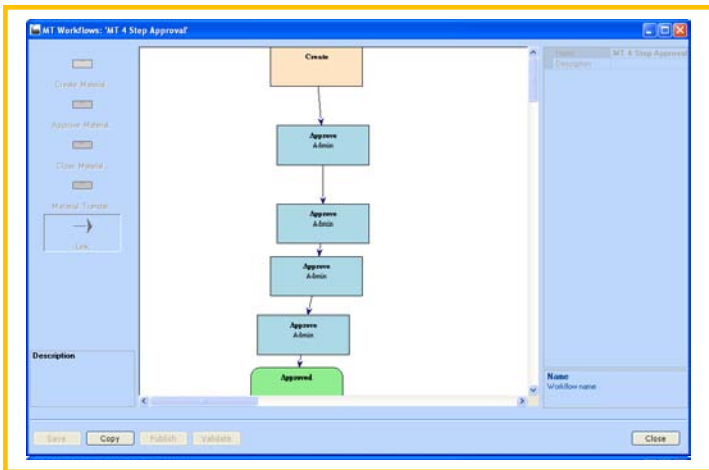 MT Workflows: 'MT 4 Step Approval'
Create Material...
Approve Material...
Close Material...
Material Transfer
Link
Description
Create
Approve
Admin
Approve
Admin
Approve
Admin
Approve
Admin
Approved
Name MT 4 Step Approval
Description
Name
Workflow name
Save Copy Publish Validate Close